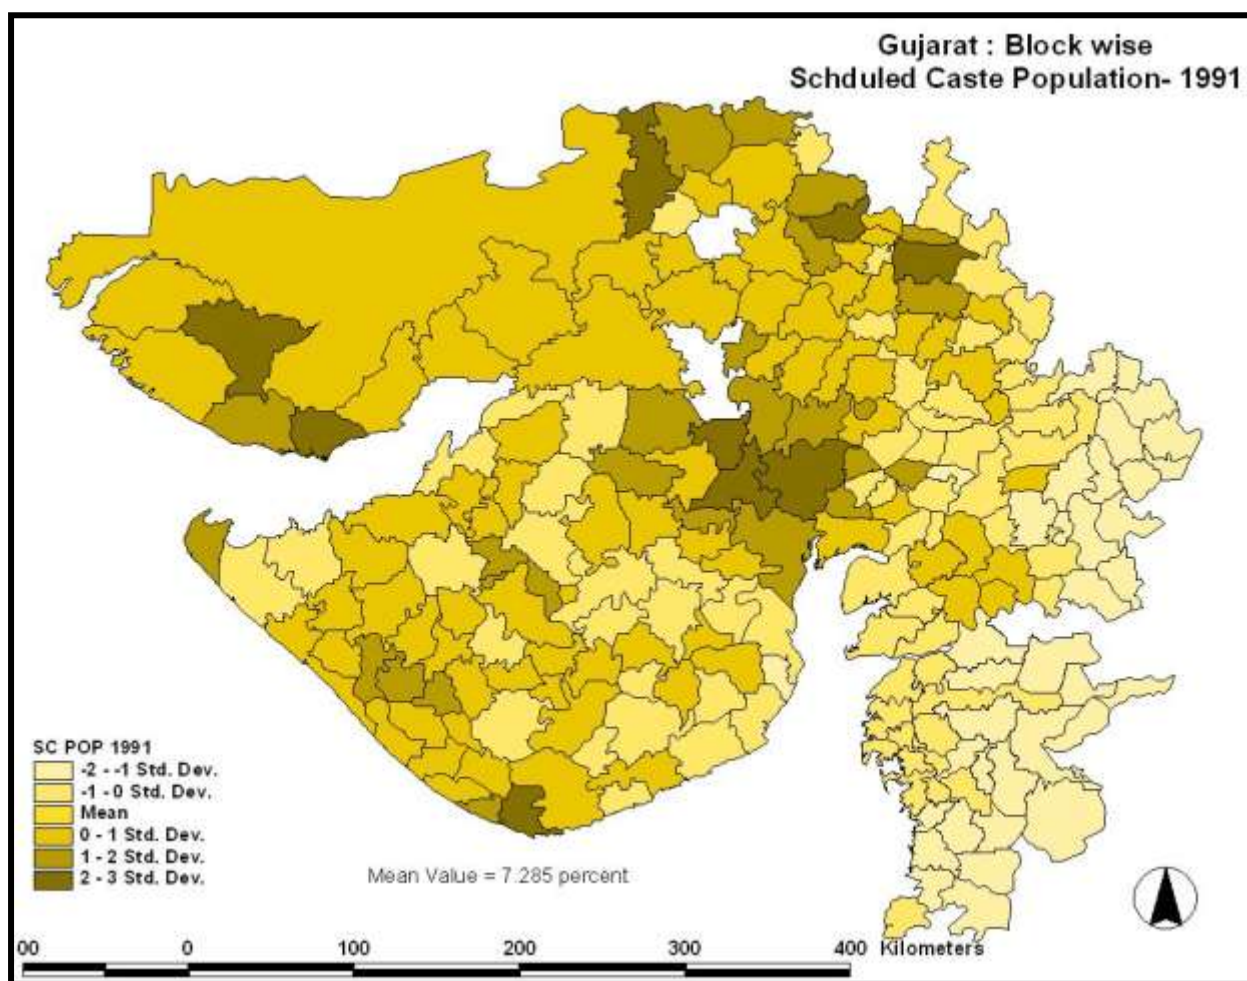 Gujarat : Block wise
Schduled Caste Population- 1991
SC POP 1991
-2 - -1 Std. Dev.
-1 - 0 Std. Dev.
Mean
0 - 1 Std. Dev.
1 - 2 Std. Dev.
2 - 3 Std. Dev.
Mean Value = 7.285 percent
00 0 100 200 300 400 Kilometers